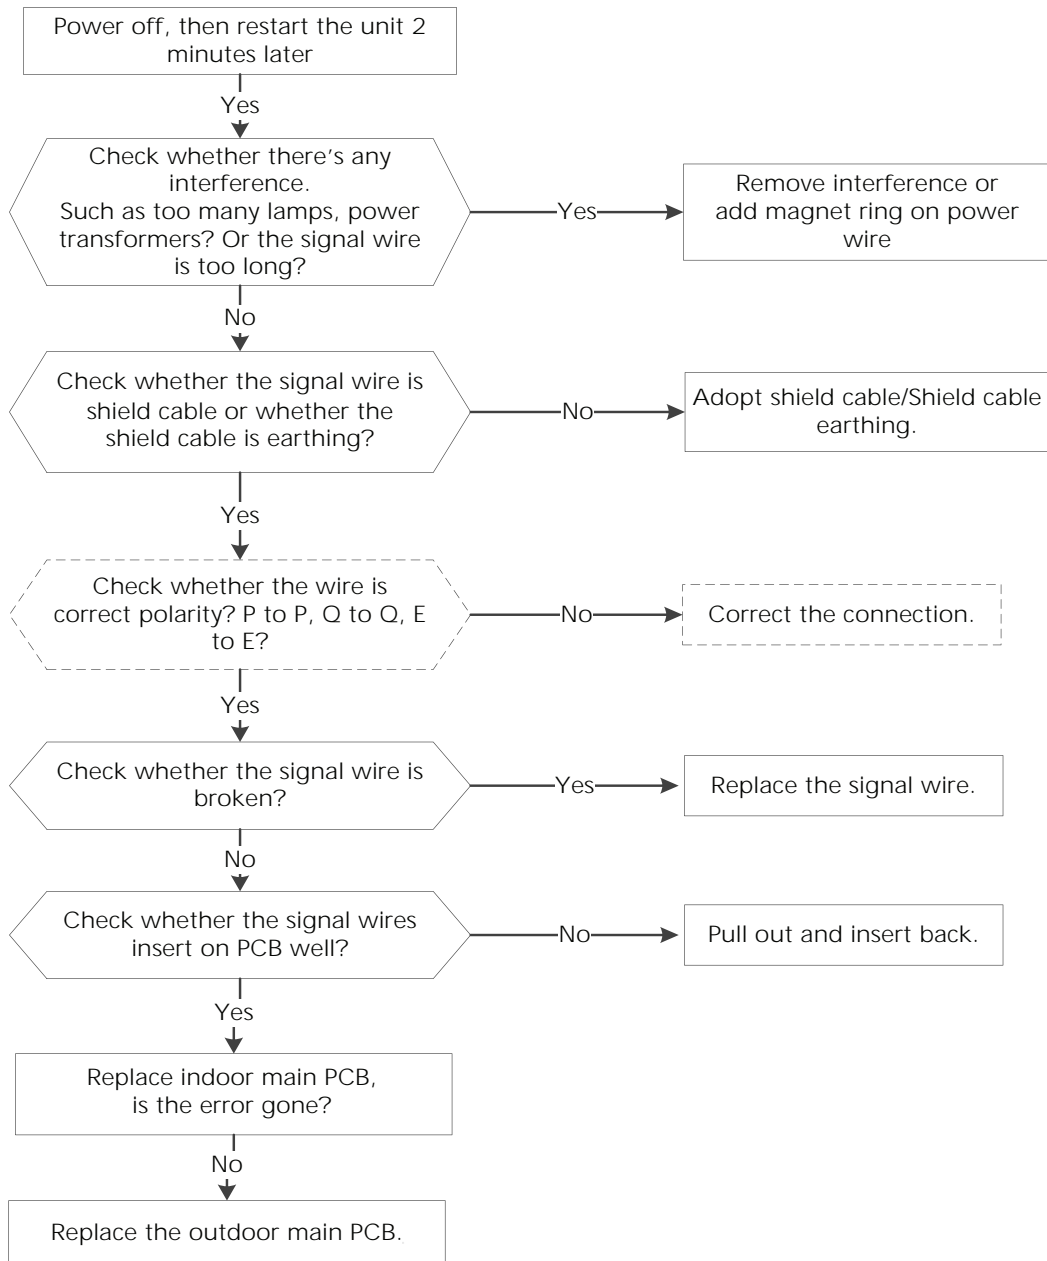 Power off, then restart the unit 2
minutes later
Yes
Check whether there's any
interference.
Such as too many lamps, power
transformers? Or the signal wire
is too long?
Yes
Remove interference or
add magnet ring on power
wire
No
Check whether the signal wire is
shield cable or whether the
shield cable is earthing?
No
Adopt shield cable/Shield cable
earthing.
Yes
Check whether the wire is
correct polarity? P to P, Q to Q, E
to E?
No
Correct the connection.
Yes
Check whether the signal wire is
broken?
Yes
Replace the signal wire.
No
Check whether the signal wires
insert on PCB well?
No
Pull out and insert back.
Yes
Replace indoor main PCB,
is the error gone?
No
Replace the outdoor main PCB.